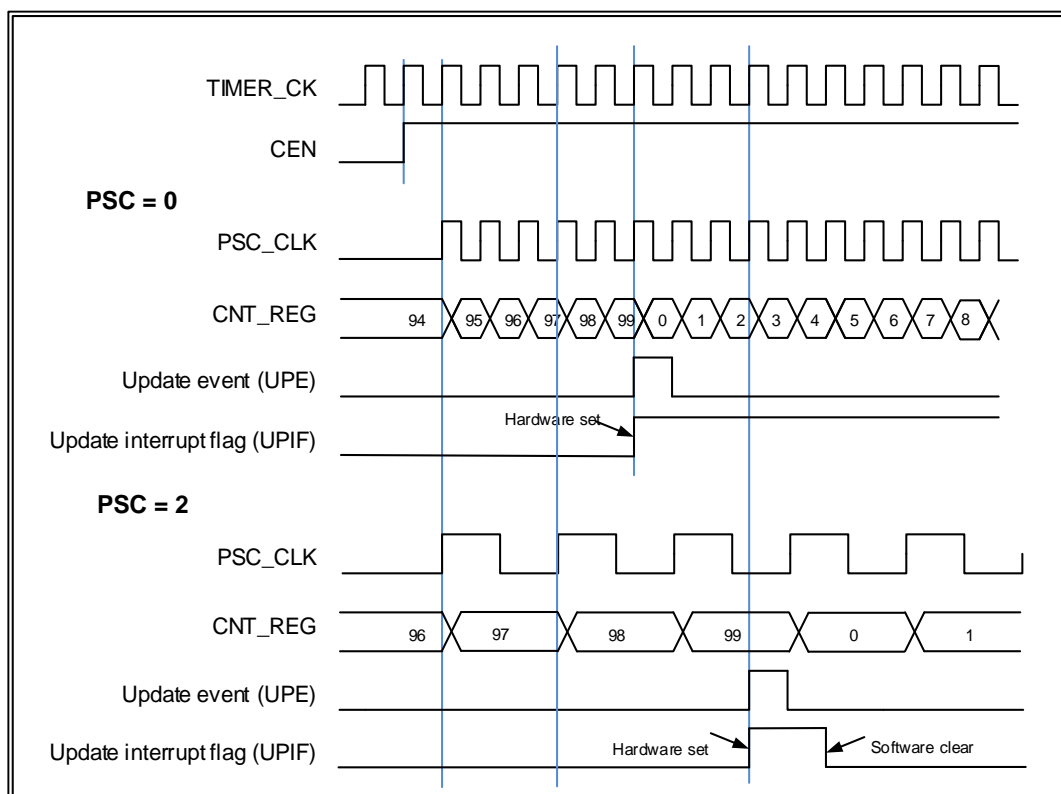 TIMER_CK
CEN
PSC = 0
PSC_CLK
CNT_REG 94 95 96 97 98 99 0 1 2 3 4 5 6 7 8
Update event (UPE)
Hardware set
Update interrupt flag (UPIF)
PSC = 2
PSC_CLK
CNT_REG 96 97 98 99 0 1
Update event (UPE)
Update interrupt flag (UPIF) Hardware set Software clear